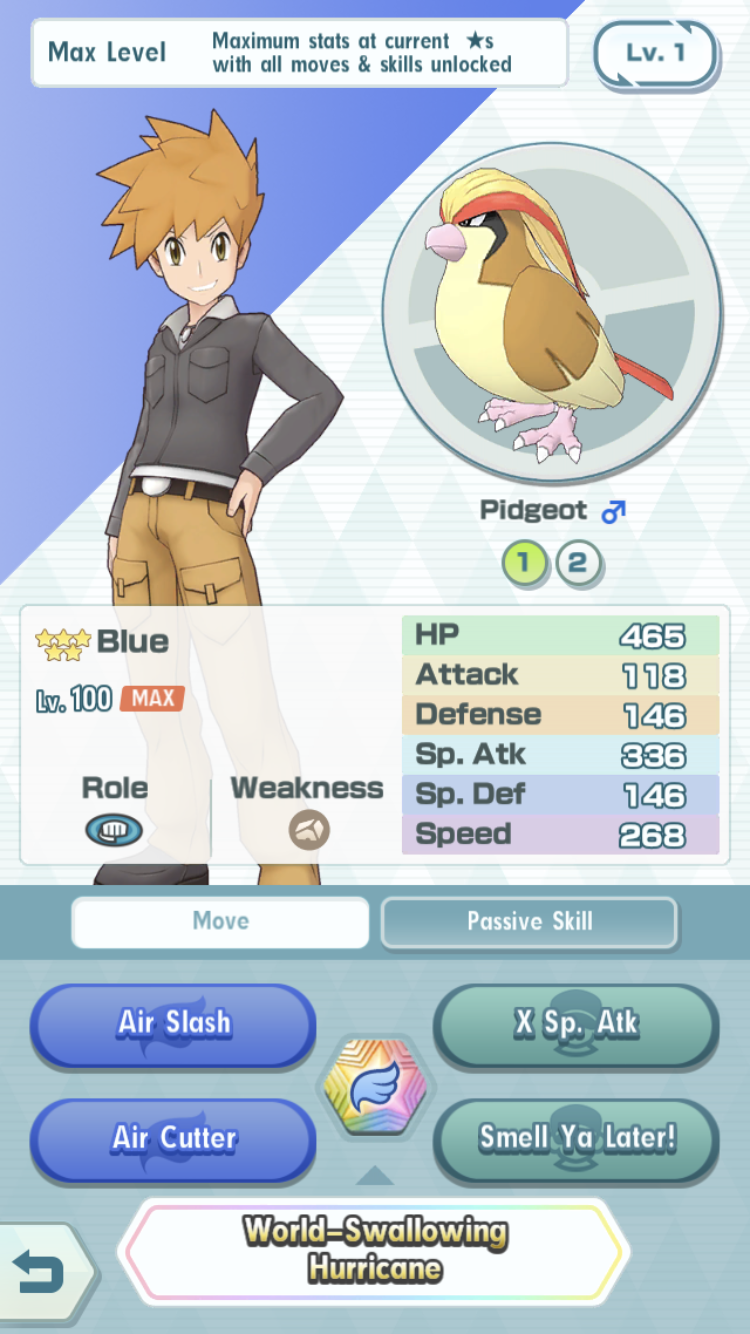 Max Level
Maximum stats at current ★s
with all moves & skills unlocked
Lv. 1
Pidgeot ♂
1 2
Blue
Lv. 100 MAX
Role
Weakness
HP 465
Attack 118
Defense 146
Sp. Atk 336
Sp. Def 146
Speed 268
Move
Passive Skill
Air Slash
X Sp. Atk
Air Cutter
Smell Ya Later!
World-Swallowing
Hurricane